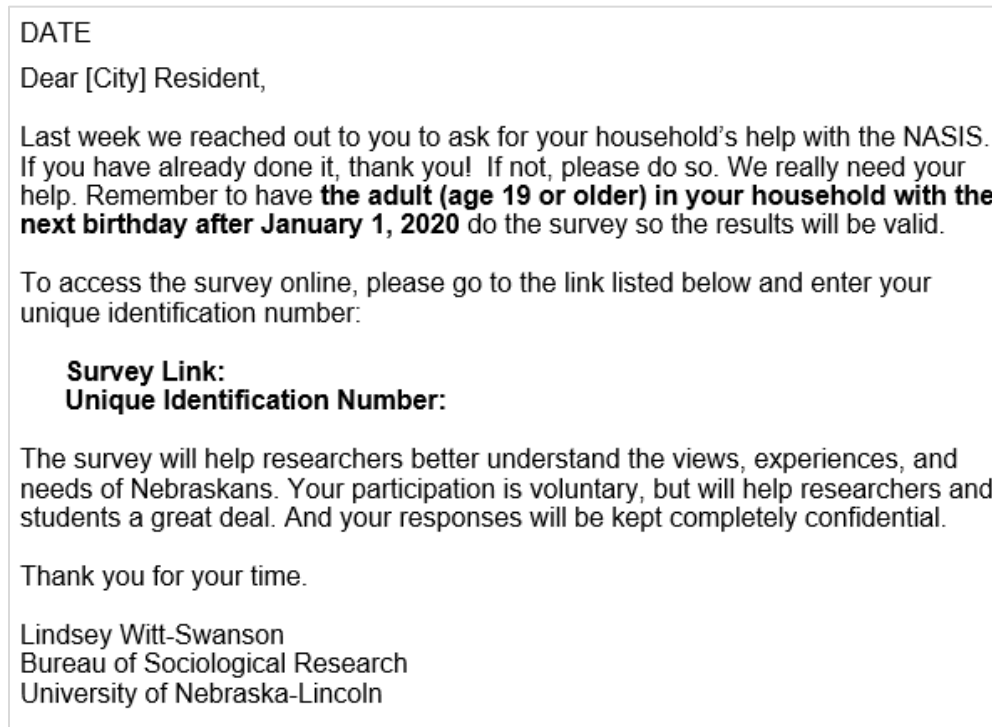 DATE
Dear [City] Resident,
Last week we reached out to you to ask for your household’s help with the NASIS.
If you have already done it, thank you!  If not, please do so. We really need your
help. Remember to have the adult (age 19 or older) in your household with the
next birthday after January 1, 2020 do the survey so the results will be valid.
To access the survey online, please go to the link listed below and enter your
unique identification number:
Survey Link:
Unique Identification Number:
The survey will help researchers better understand the views, experiences, and
needs of Nebraskans. Your participation is voluntary, but will help researchers and
students a great deal. And your responses will be kept completely confidential.
Thank you for your time.
Lindsey Witt-Swanson
Bureau of Sociological Research
University of Nebraska-Lincoln